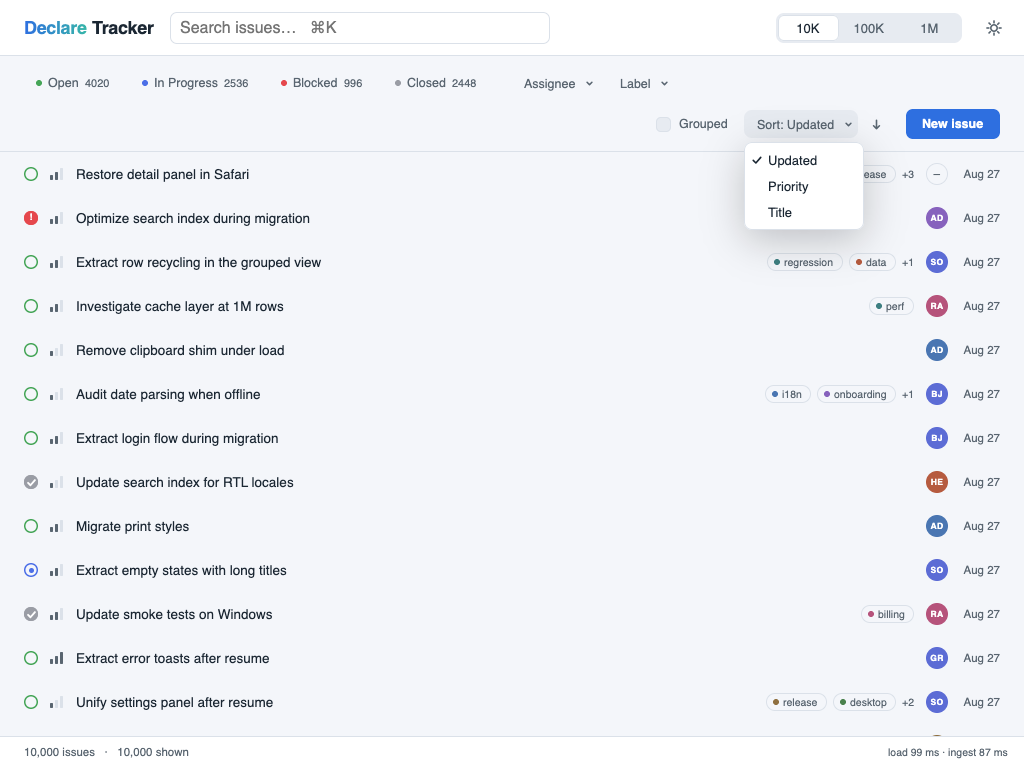 Declare Tracker Search issues... ⌘K 10K 100K 1M
Open 4020 In Progress 2536 Blocked 996 Closed 2448 Assignee Label
Grouped Sort: Updated New issue
Updated
Priority
Title
Restore detail panel in Safari +3 – Aug 27
Optimize search index during migration AD Aug 27
Extract row recycling in the grouped view regression data +1 SO Aug 27
Investigate cache layer at 1M rows perf RA Aug 27
Remove clipboard shim under load AD Aug 27
Audit date parsing when offline i18n onboarding +1 BJ Aug 27
Extract login flow during migration BJ Aug 27
Update search index for RTL locales HE Aug 27
Migrate print styles AD Aug 27
Extract empty states with long titles SO Aug 27
Update smoke tests on Windows billing RA Aug 27
Extract error toasts after resume GR Aug 27
Unify settings panel after resume release desktop +2 SO Aug 27
10,000 issues · 10,000 shown load 99 ms · ingest 87 ms